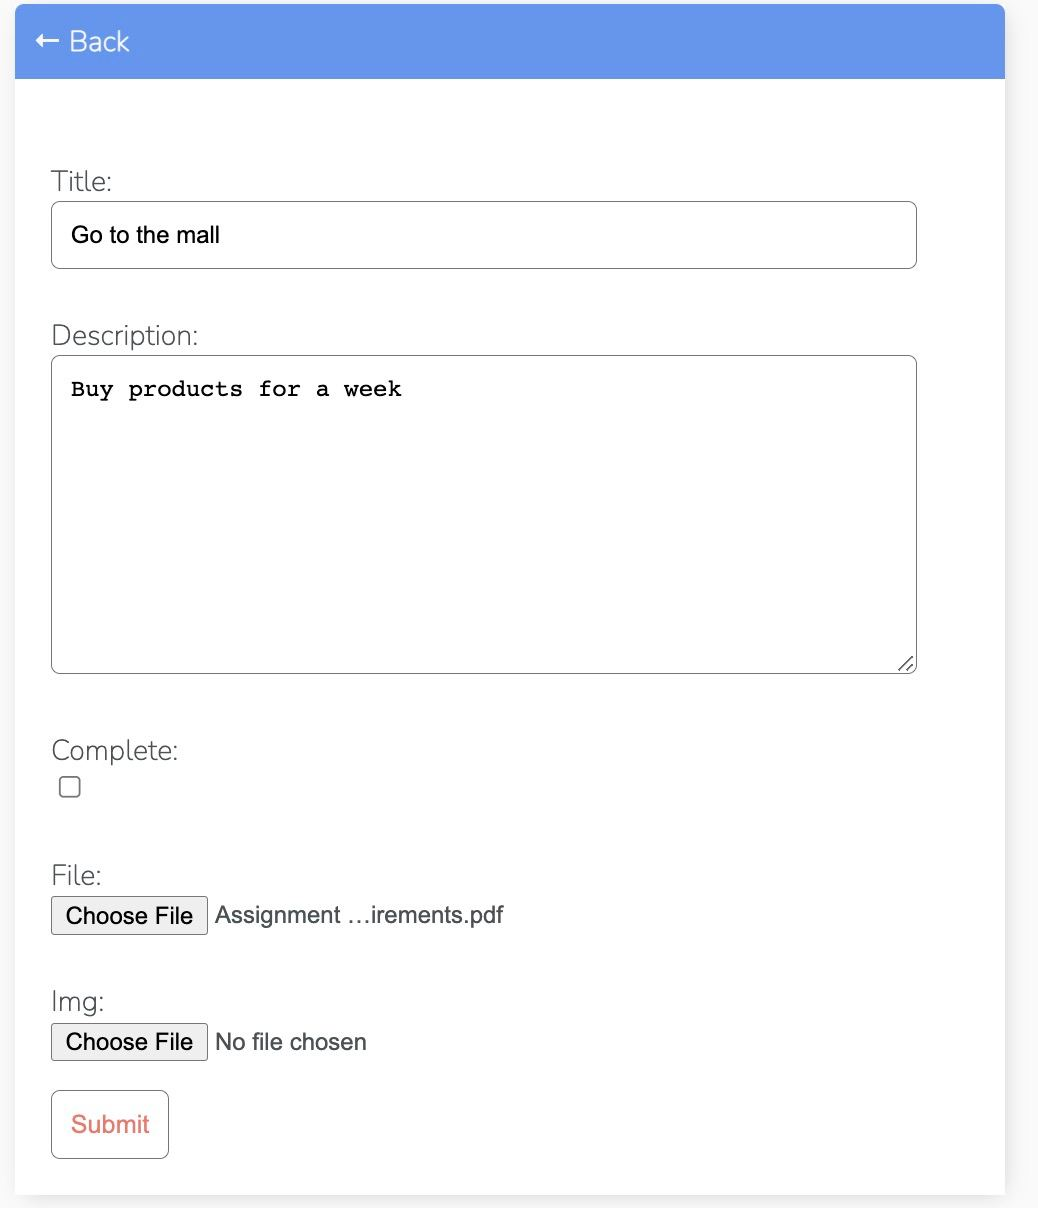 ← Back
Title:
Go to the mall
Description:
Buy products for a week
Complete:
File:
Choose File Assignment ...irements.pdf
Img:
Choose File No file chosen
Submit